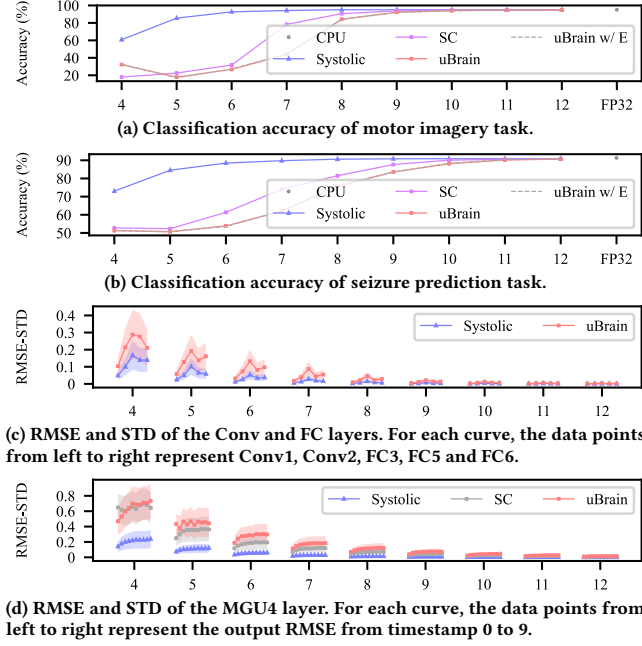 100
80
60
40
20
Accuracy (%)
CPU
SC
uBrain w/ E
Systolic
uBrain
4 5 6 7 8 9 10 11 12 FP32
(a) Classification accuracy of motor imagery task.
90
80
70
60
50
Accuracy (%)
CPU
SC
uBrain w/ E
Systolic
uBrain
4 5 6 7 8 9 10 11 12 FP32
(b) Classification accuracy of seizure prediction task.
0.4
0.3
0.2
0.1
0
RMSE-STD
Systolic uBrain
4 5 6 7 8 9 10 11 12
(c) RMSE and STD of the Conv and FC layers. For each curve, the data points
from left to right represent Conv1, Conv2, FC3, FC5 and FC6.
0.8
0.6
0.4
0.2
0
RMSE-STD
Systolic SC uBrain
4 5 6 7 8 9 10 11 12
(d) RMSE and STD of the MGU4 layer. For each curve, the data points from
left to right represent the output RMSE from timestamp 0 to 9.